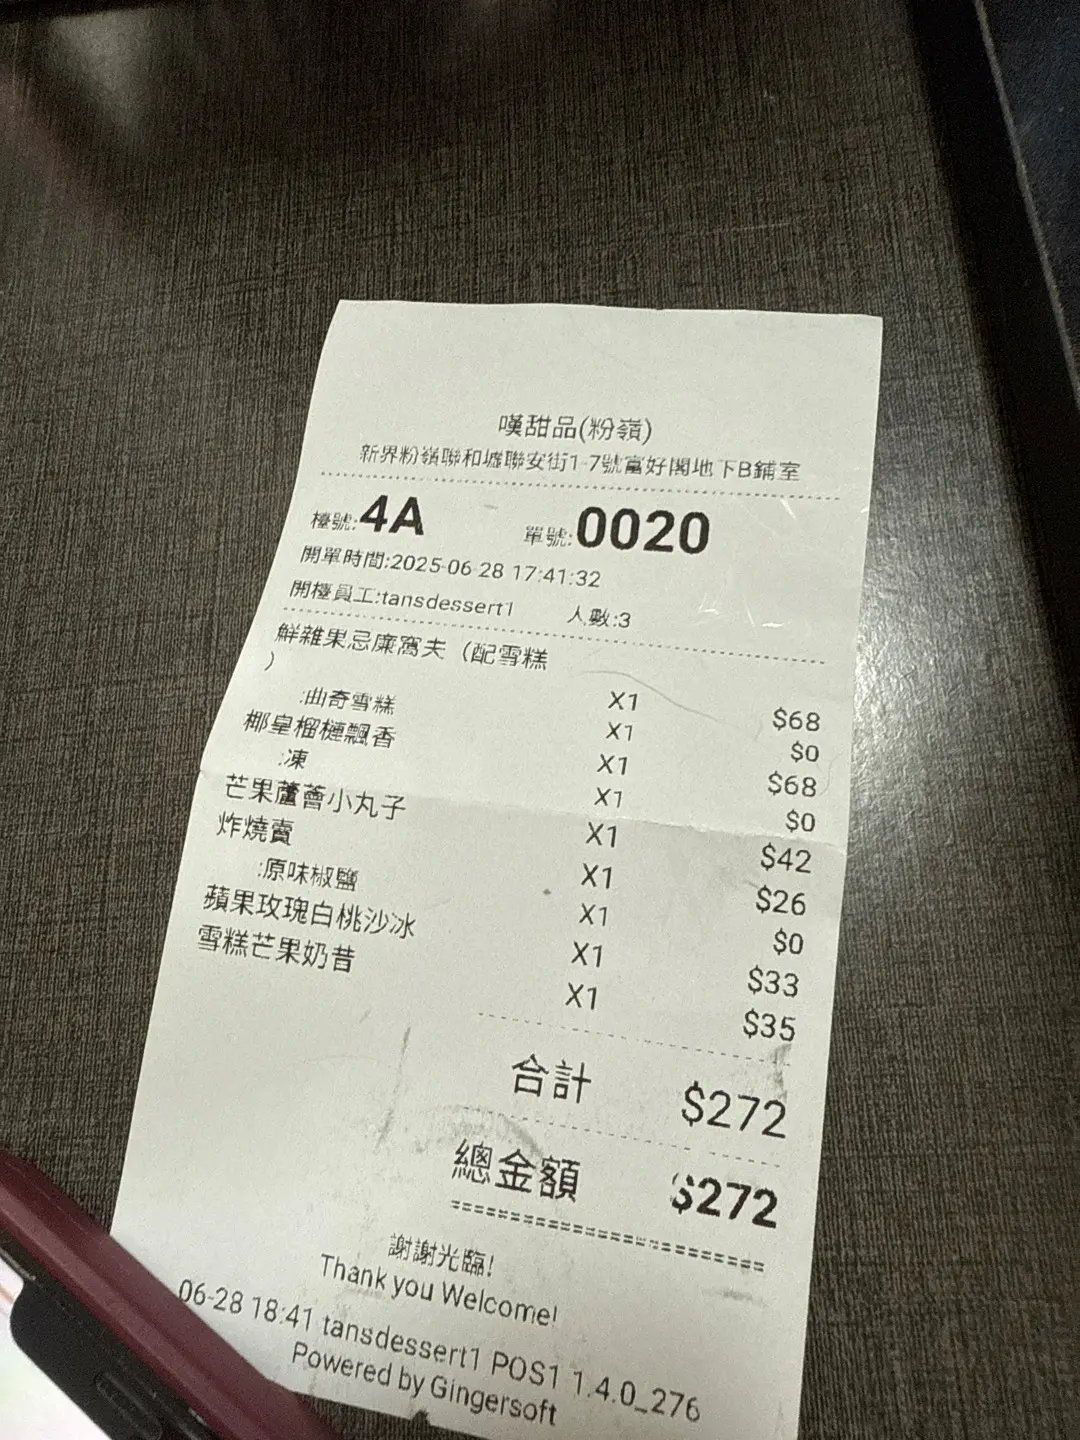 嘆甜品(粉嶺)
新界粉嶺聯和墟聯安街1-7號富好閣地下B鋪室
檯號:4A 單號:0020
開單時間:2025-06-28 17:41:32
開檯員工:tansdessert1 人數:3
鮮雜果忌廉窩夫（配雪糕
） X1 $68
:曲奇雪糕 X1 $0
椰皇榴槤飄香 X1 $68
:凍 X1 $0
芒果蘆薈小丸子 X1 $42
炸燒賣 X1 $26
:原味椒鹽 X1 $0
蘋果玫瑰白桃沙冰 X1 $33
雪糕芒果奶昔 X1 $35
合計 $272
總金額 $272
謝謝光臨!
Thank you Welcome!
06-28 18:41 tansdessert1 POS1 1.4.0_276
Powered by Gingersoft